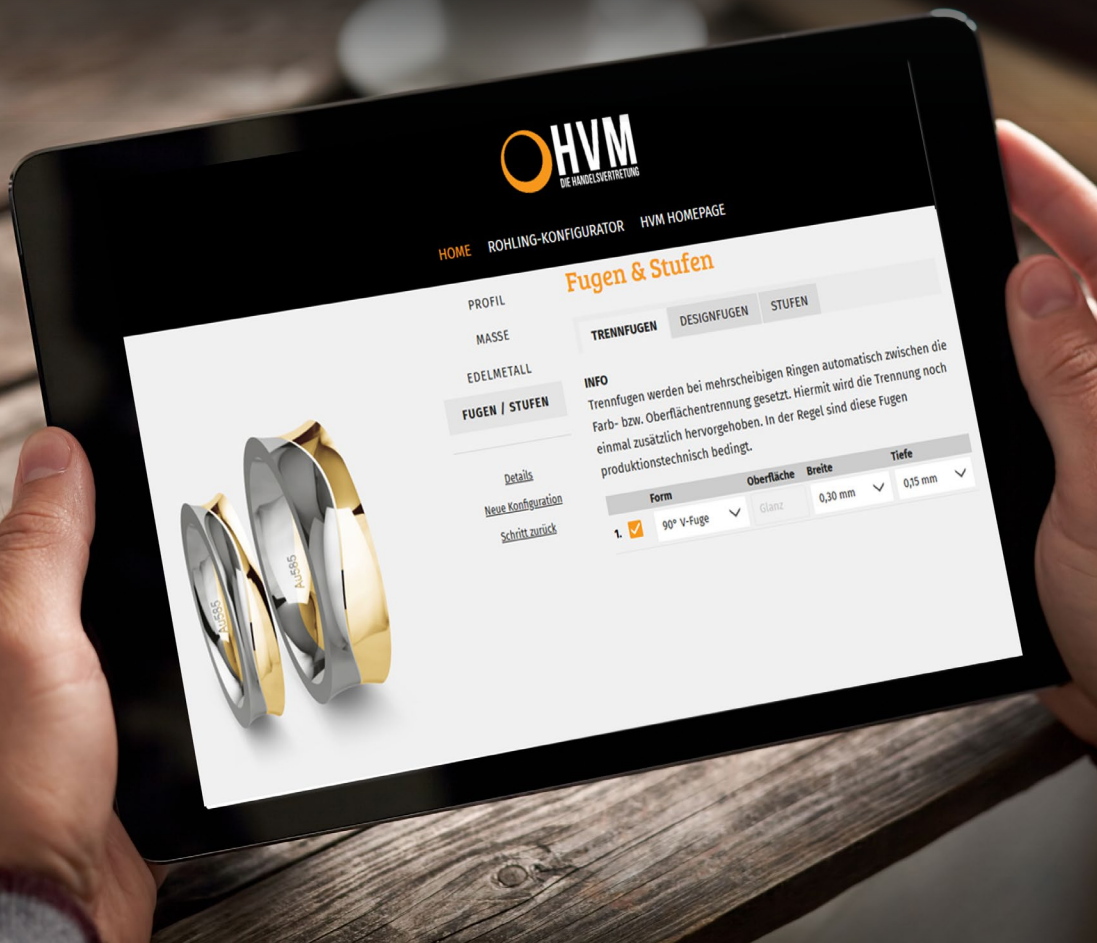 HVM
DIE HANDELSVERTRETUNG
HOME ROHLING-KONFIGURATOR HVM HOMEPAGE
PROFIL
MASSE
EDELMETALL
FUGEN / STUFEN
Details
Neue Konfiguration
Schritt zurück
Fugen & Stufen
TRENNFUGEN DESIGNFUGEN STUFEN
INFO
Trennfugen werden bei mehrscheibigen Ringen automatisch zwischen die
Farb- bzw. Oberflächentrennung gesetzt. Hiermit wird die Trennung noch
einmal zusätzlich hervorgehoben. In der Regel sind diese Fugen
produktionstechnisch bedingt.
Form Oberfläche Breite Tiefe
1. 90° V-Fuge Glanz 0,30 mm 0,15 mm
Au585
Au585